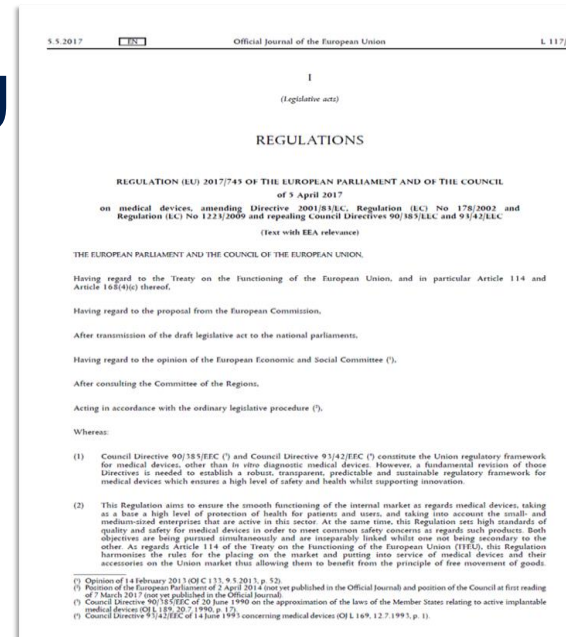 5.5.2017
EN
Official Journal of the European Union
L 117/
I
(Legislative acts)
REGULATIONS
REGULATION (EU) 2017/745 OF THE EUROPEAN PARLIAMENT AND OF THE COUNCIL
of 5 April 2017
on medical devices, amending Directive 2001/83/EC, Regulation (EC) No 178/2002 and
Regulation (EC) No 1223/2009 and repealing Council Directives 90/385/EEC and 93/42/EEC
(Text with EEA relevance)
THE EUROPEAN PARLIAMENT AND THE COUNCIL OF THE EUROPEAN UNION,
Having regard to the Treaty on the Functioning of the European Union, and in particular Article 114 and
Article 168(4)(c) thereof,
Having regard to the proposal from the European Commission,
After transmission of the draft legislative act to the national parliaments,
Having regard to the opinion of the European Economic and Social Committee (¹),
After consulting the Committee of the Regions,
Acting in accordance with the ordinary legislative procedure (²),
Whereas:
(1) Council Directive 90/385/EEC (³) and Council Directive 93/42/EEC (⁴) constitute the Union regulatory framework
for medical devices, other than in vitro diagnostic medical devices. However, a fundamental revision of those
Directives is needed to establish a robust, transparent, predictable and sustainable regulatory framework for
medical devices which ensures a high level of safety and health whilst supporting innovation.
(2) This Regulation aims to ensure the smooth functioning of the internal market as regards medical devices, taking
as a base a high level of protection of health for patients and users, and taking into account the small- and
medium-sized enterprises that are active in this sector. At the same time, this Regulation sets high standards of
quality and safety for medical devices in order to meet common safety concerns as regards such products. Both
objectives are being pursued simultaneously and are inseparably linked whilst one not being secondary to the
other. As regards Article 114 of the Treaty on the Functioning of the European Union (TFEU), this Regulation
harmonises the rules for the placing on the market and putting into service of medical devices and their
accessories on the Union market thus allowing them to benefit from the principle of free movement of goods.
(¹) Opinion of 14 February 2013 (OJ C 133, 9.5.2013, p. 52).
(²) Position of the European Parliament of 2 April 2014 (not yet published in the Official Journal) and position of the Council at first reading
of 7 March 2017 (not yet published in the Official Journal).
(³) Council Directive 90/385/EEC of 20 June 1990 on the approximation of the laws of the Member States relating to active implantable
medical devices (OJ L 189, 20.7.1990, p. 17).
(⁴) Council Directive 93/42/EEC of 14 June 1993 concerning medical devices (OJ L 169, 12.7.1993, p. 1).